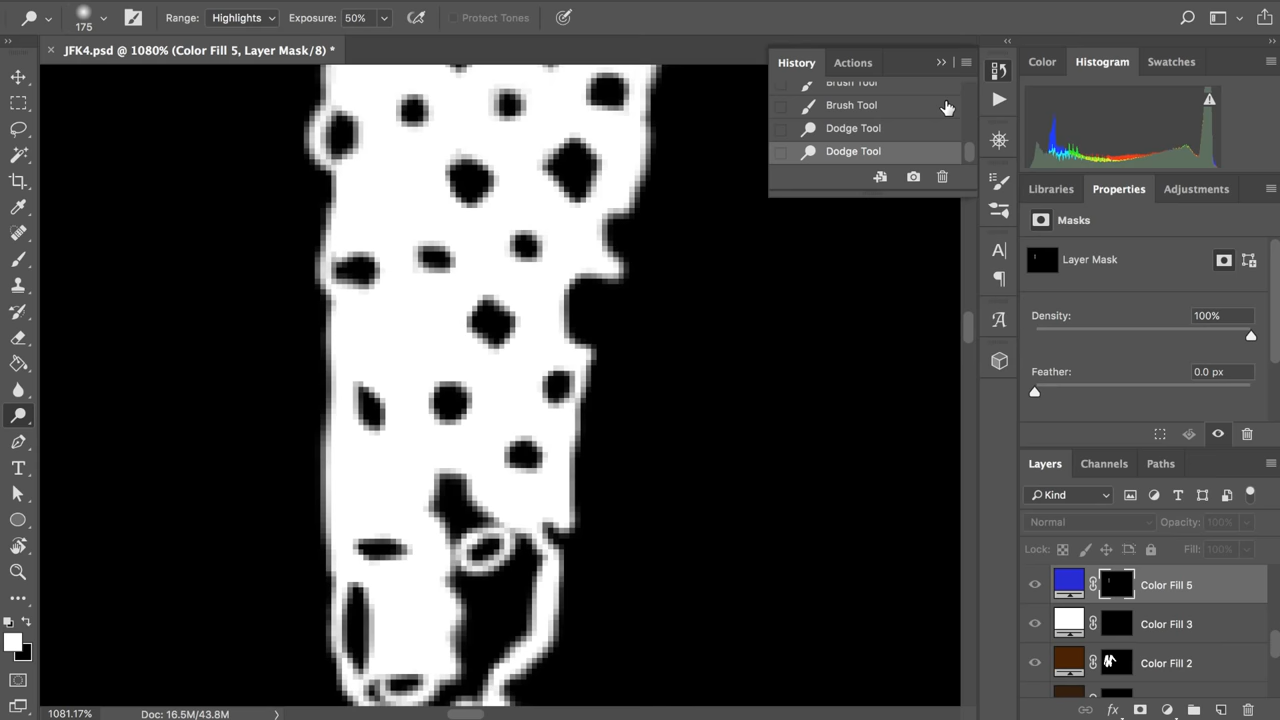 175
Range: Highlights
Exposure: 50%
Protect Tones
JFK4.psd @ 1080% (Color Fill 5, Layer Mask/8) *
History
Actions
Brush Tool
Brush Tool
Dodge Tool
Dodge Tool
Color
Histogram
Swatches
Libraries
Properties
Adjustments
Masks
Layer Mask
Density:
100%
Feather:
0.0 px
Layers
Channels
Paths
Kind
Normal
Opacity: 100%
Lock:
Fill: 100%
Color Fill 5
Color Fill 3
Color Fill 2
1081.17%
Doc: 16.5M/43.8M